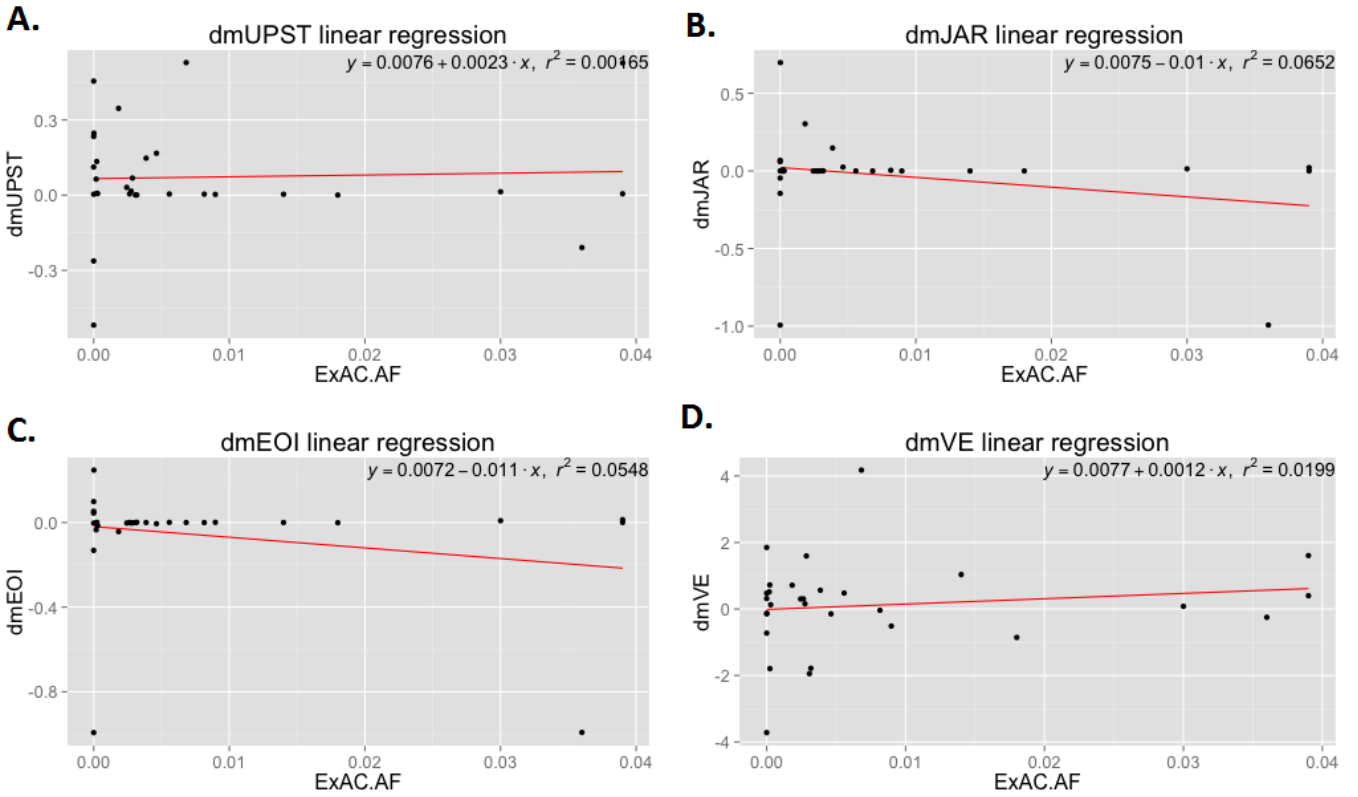 A.
dmUPST linear regression
y = 0.0076 + 0.0023 · x, r² = 0.00165
dmUPST
0.3
0.0
-0.3
0.00 0.01 0.02 0.03 0.04
ExAC.AF
B.
dmJAR linear regression
y = 0.0075 − 0.01 · x, r² = 0.0652
dmJAR
0.5
0.0
-0.5
-1.0
0.00 0.01 0.02 0.03 0.04
ExAC.AF
C.
dmEOI linear regression
y = 0.0072 − 0.011 · x, r² = 0.0548
dmEOI
0.0
-0.4
-0.8
0.00 0.01 0.02 0.03 0.04
ExAC.AF
D.
dmVE linear regression
y = 0.0077 + 0.0012 · x, r² = 0.0199
dmVE
4
2
0
-2
-4
0.00 0.01 0.02 0.03 0.04
ExAC.AF